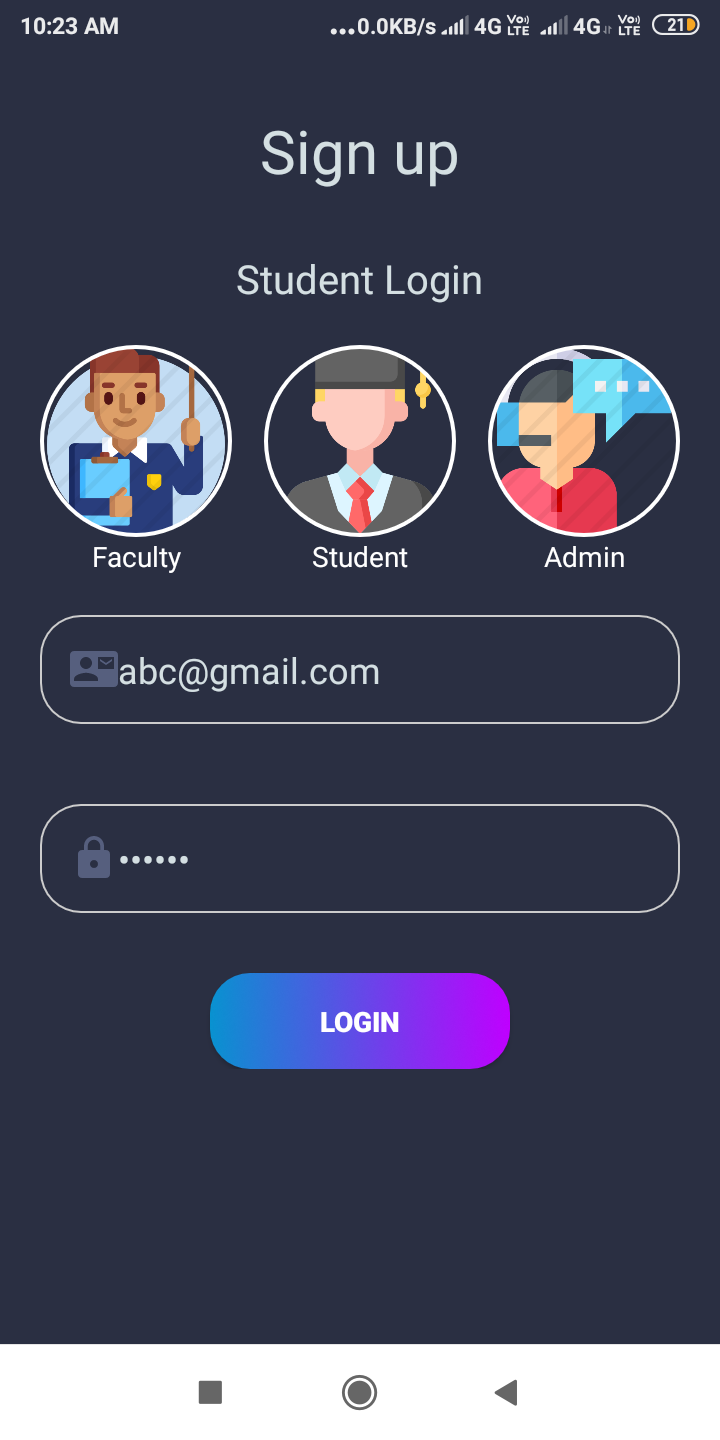 10:23 AM ...0.0KB/s 4G Vo)) LTE 4G Vo)) LTE 21
Sign up
Student Login
Faculty Student Admin
abc@gmail.com
••••••
LOGIN